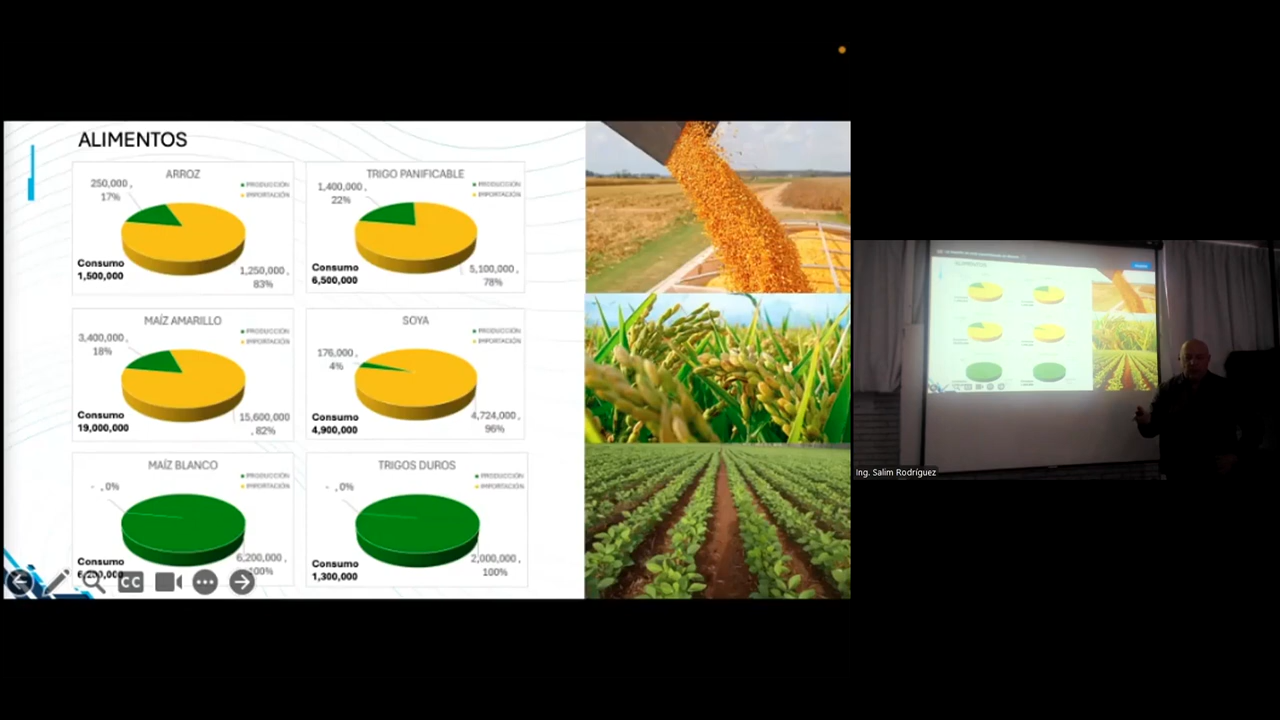 ALIMENTOS
ARROZ
250,000 ,
17%
PRODUCCIÓN
IMPORTACIÓN
Consumo
1,500,000
1,250,000 ,
83%
TRIGO PANIFICABLE
1,400,000 ,
22%
PRODUCCIÓN
IMPORTACIÓN
Consumo
6,500,000
5,100,000 ,
78%
MAÍZ AMARILLO
3,400,000 ,
18%
PRODUCCIÓN
IMPORTACIÓN
Consumo
19,000,000
15,600,000
, 82%
SOYA
176,000 ,
4%
PRODUCCIÓN
IMPORTACIÓN
Consumo
4,900,000
4,724,000 ,
96%
MAÍZ BLANCO
- , 0%
PRODUCCIÓN
IMPORTACIÓN
Consumo
6,200,000
6,200,000 ,
100%
TRIGOS DUROS
- , 0%
PRODUCCIÓN
IMPORTACIÓN
Consumo
1,300,000
2,000,000 ,
100%
CC
Ing. Salim Rodríguez